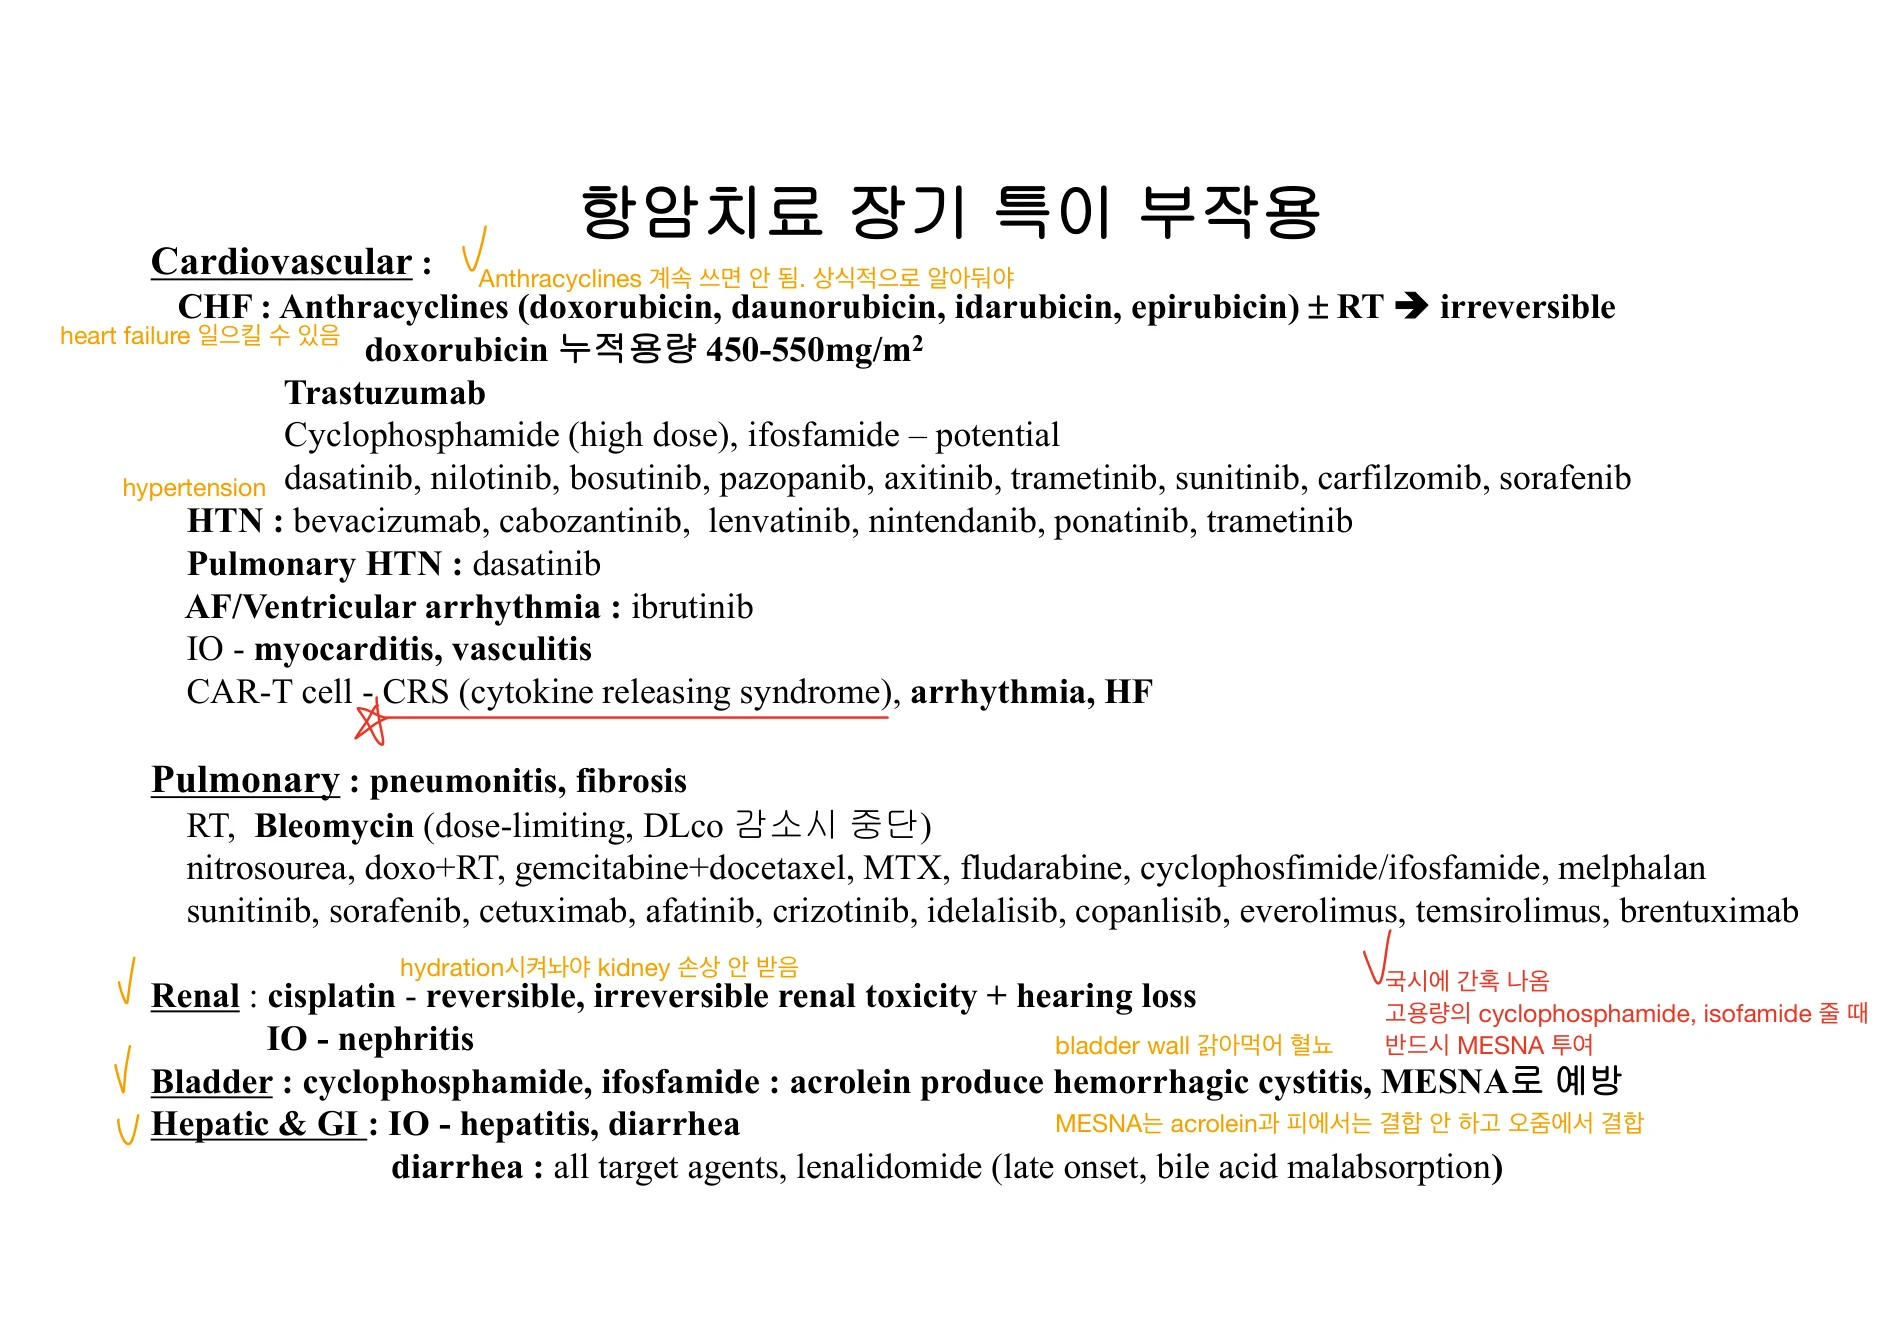 항암치료 장기 특이 부작용
Cardiovascular :
Anthracyclines 계속 쓰면 안 됨. 상식적으로 알아둬야
CHF : Anthracyclines (doxorubicin, daunorubicin, idarubicin, epirubicin) ± RT ➔ irreversible
heart failure 일으킬 수 있음
doxorubicin 누적용량 450-550mg/m²
Trastuzumab
Cyclophosphamide (high dose), ifosfamide – potential
dasatinib, nilotinib, bosutinib, pazopanib, axitinib, trametinib, sunitinib, carfilzomib, sorafenib
hypertension
HTN : bevacizumab, cabozantinib, lenvatinib, nintendanib, ponatinib, trametinib
Pulmonary HTN : dasatinib
AF/Ventricular arrhythmia : ibrutinib
IO - myocarditis, vasculitis
CAR-T cell - CRS (cytokine releasing syndrome), arrhythmia, HF
Pulmonary : pneumonitis, fibrosis
RT, Bleomycin (dose-limiting, DLco 감소시 중단)
nitrosourea, doxo+RT, gemcitabine+docetaxel, MTX, fludarabine, cyclophosfimide/ifosfamide, melphalan
sunitinib, sorafenib, cetuximab, afatinib, crizotinib, idelalisib, copanlisib, everolimus, temsirolimus, brentuximab
hydration시켜놔야 kidney 손상 안 받음
Renal : cisplatin - reversible, irreversible renal toxicity + hearing loss
국시에 간혹 나옴
고용량의 cyclophosphamide, isofamide 줄 때
반드시 MESNA 투여
IO - nephritis
bladder wall 갉아먹어 혈뇨
Bladder : cyclophosphamide, ifosfamide : acrolein produce hemorrhagic cystitis, MESNA로 예방
Hepatic & GI : IO - hepatitis, diarrhea
MESNA는 acrolein과 피에서는 결합 안 하고 오줌에서 결합
diarrhea : all target agents, lenalidomide (late onset, bile acid malabsorption)